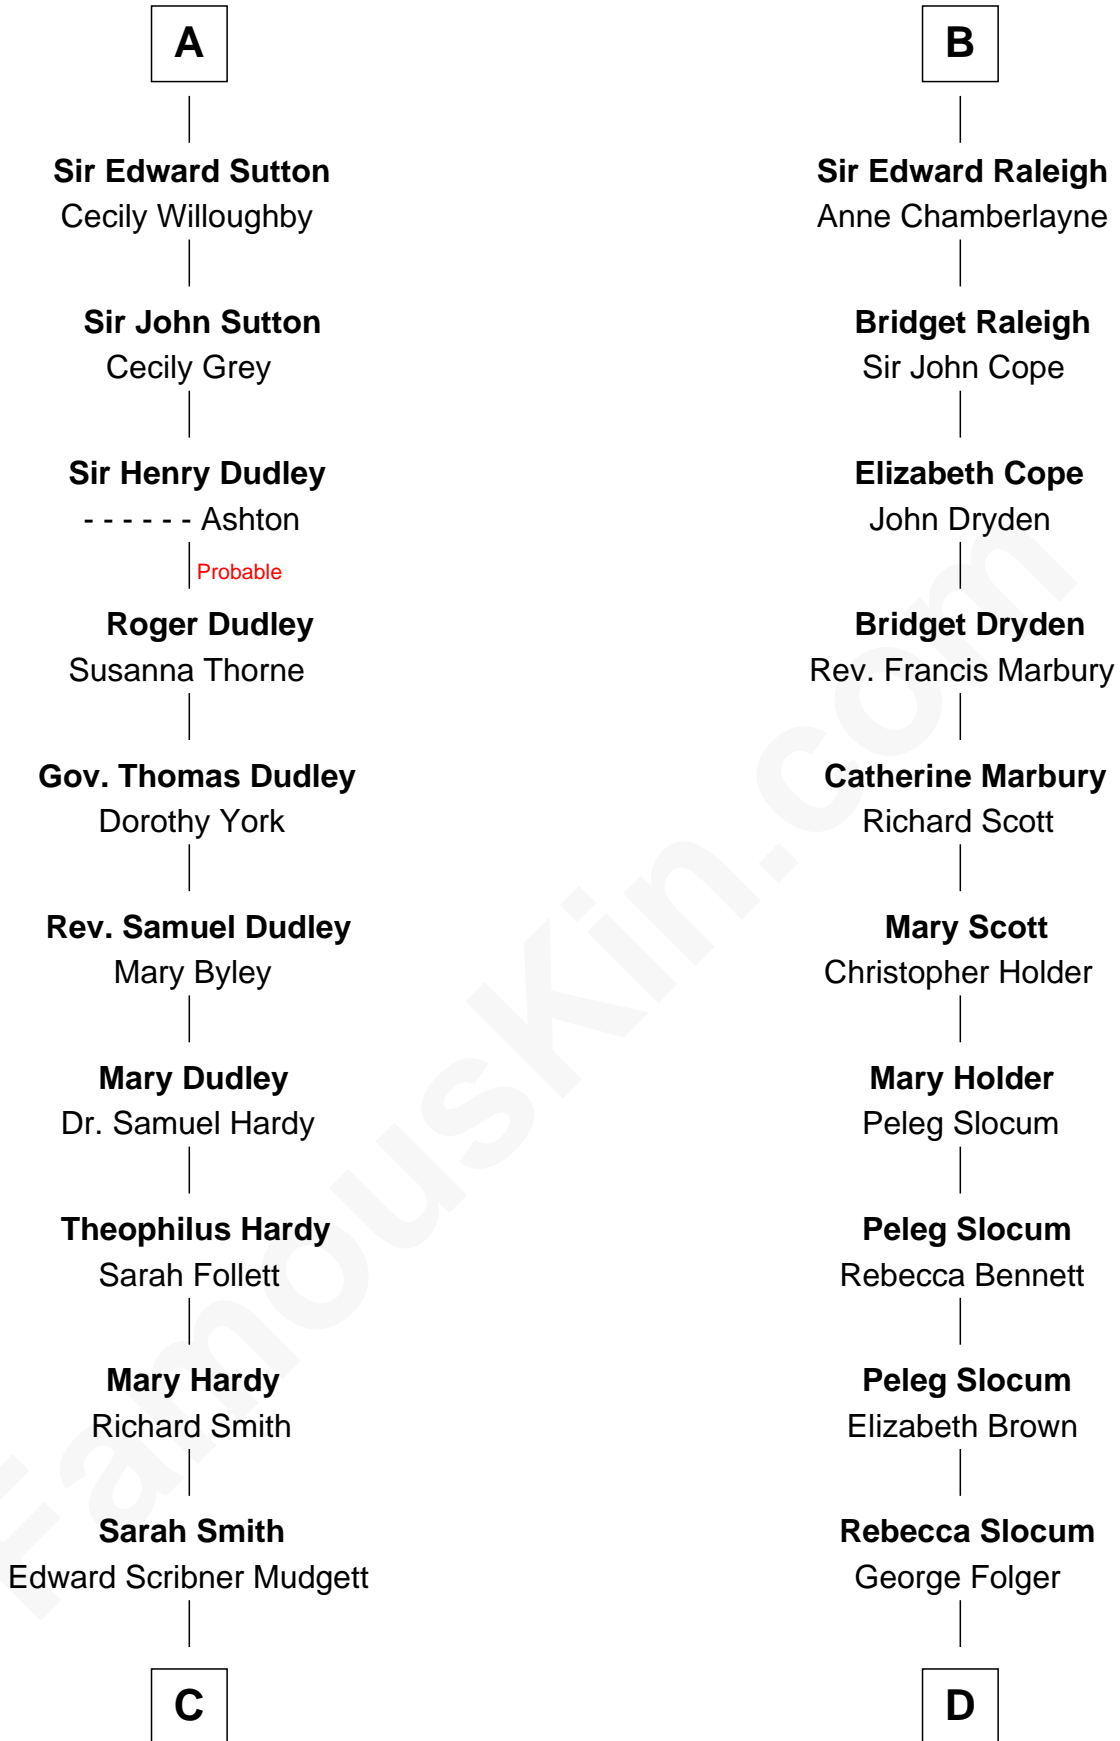 A
Sir Edward Sutton
Cecily Willoughby
Sir John Sutton
Cecily Grey
Sir Henry Dudley
- - - - - - Ashton
Probable
Roger Dudley
Susanna Thorne
Gov. Thomas Dudley
Dorothy York
Rev. Samuel Dudley
Mary Byley
Mary Dudley
Dr. Samuel Hardy
Theophilus Hardy
Sarah Follett
Mary Hardy
Richard Smith
Sarah Smith
Edward Scribner Mudgett
C
B
Sir Edward Raleigh
Anne Chamberlayne
Bridget Raleigh
Sir John Cope
Elizabeth Cope
John Dryden
Bridget Dryden
Rev. Francis Marbury
Catherine Marbury
Richard Scott
Mary Scott
Christopher Holder
Mary Holder
Peleg Slocum
Peleg Slocum
Rebecca Bennett
Peleg Slocum
Elizabeth Brown
Rebecca Slocum
George Folger
D
FamousKin.com